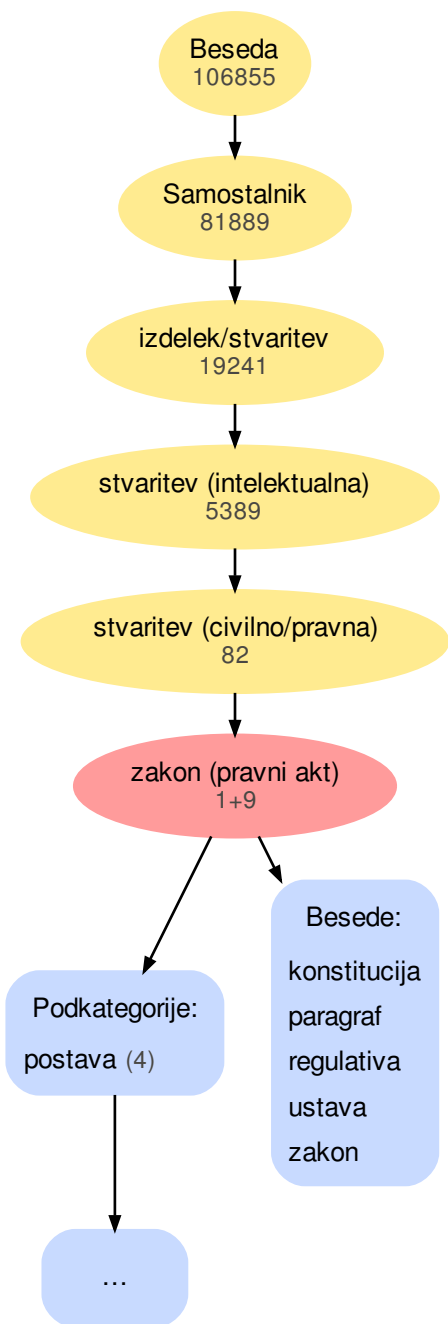 Beseda
106855
Samostalnik
81889
izdelek/stvaritev
19241
stvaritev (intelektualna)
5389
stvaritev (civilno/pravna)
82
zakon (pravni akt)
1+9
Podkategorije:
postava (4)
...
Besede:
konstitucija
paragraf
regulativa
ustava
zakon